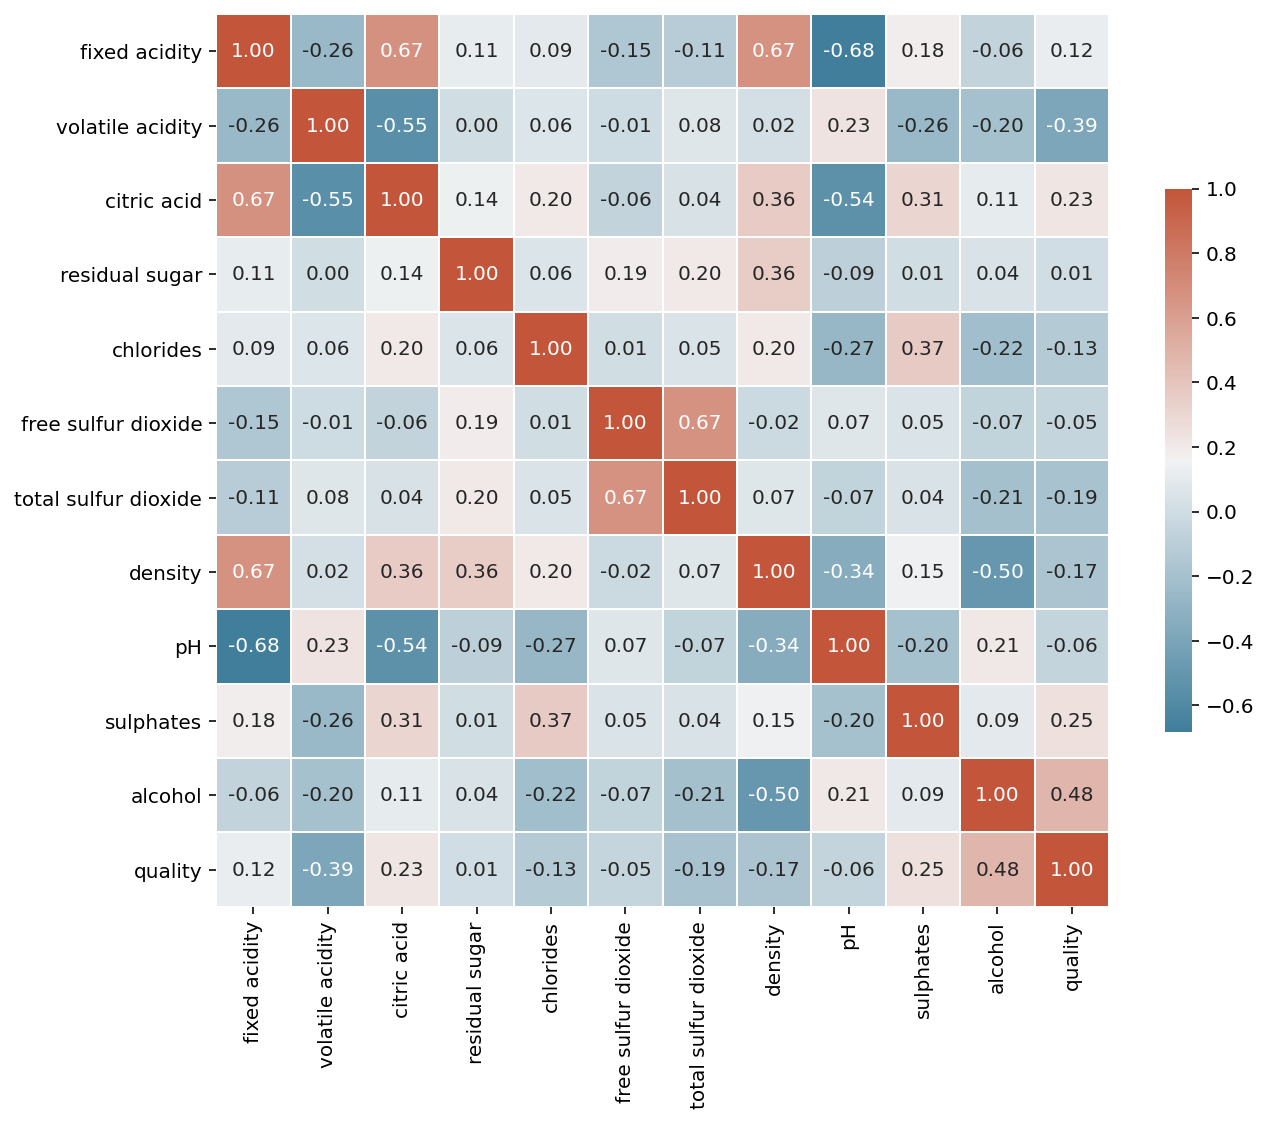 fixed acidity 1.00 -0.26 0.67 0.11 0.09 -0.15 -0.11 0.67 -0.68 0.18 -0.06 0.12
volatile acidity -0.26 1.00 -0.55 0.00 0.06 -0.01 0.08 0.02 0.23 -0.26 -0.20 -0.39
citric acid 0.67 -0.55 1.00 0.14 0.20 -0.06 0.04 0.36 -0.54 0.31 0.11 0.23
residual sugar 0.11 0.00 0.14 1.00 0.06 0.19 0.20 0.36 -0.09 0.01 0.04 0.01
chlorides 0.09 0.06 0.20 0.06 1.00 0.01 0.05 0.20 -0.27 0.37 -0.22 -0.13
free sulfur dioxide -0.15 -0.01 -0.06 0.19 0.01 1.00 0.67 -0.02 0.07 0.05 -0.07 -0.05
total sulfur dioxide -0.11 0.08 0.04 0.20 0.05 0.67 1.00 0.07 -0.07 0.04 -0.21 -0.19
density 0.67 0.02 0.36 0.36 0.20 -0.02 0.07 1.00 -0.34 0.15 -0.50 -0.17
pH -0.68 0.23 -0.54 -0.09 -0.27 0.07 -0.07 -0.34 1.00 -0.20 0.21 -0.06
sulphates 0.18 -0.26 0.31 0.01 0.37 0.05 0.04 0.15 -0.20 1.00 0.09 0.25
alcohol -0.06 -0.20 0.11 0.04 -0.22 -0.07 -0.21 -0.50 0.21 0.09 1.00 0.48
quality 0.12 -0.39 0.23 0.01 -0.13 -0.05 -0.19 -0.17 -0.06 0.25 0.48 1.00
fixed acidity
volatile acidity
citric acid
residual sugar
chlorides
free sulfur dioxide
total sulfur dioxide
density
pH
sulphates
alcohol
quality
1.0
0.8
0.6
0.4
0.2
0.0
−0.2
−0.4
−0.6